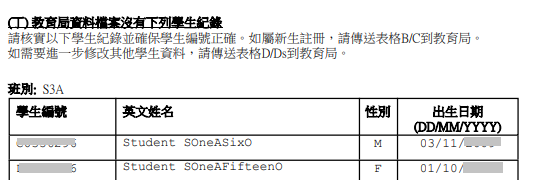 (丁) 教育局資料檔案沒有下列學生紀錄
請核實以下學生紀錄並確保學生編號正確。如屬新生註冊，請傳送表格B/C到教育局。
如需要進一步修改其他學生資料，請傳送表格D/Ds到教育局。
班別: S3A
學生編號 英文姓名 性別 出生日期
(DD/MM/YYYY)
Student SOneASixO M 03/11/
Student SOneAFifteenO F 01/10/